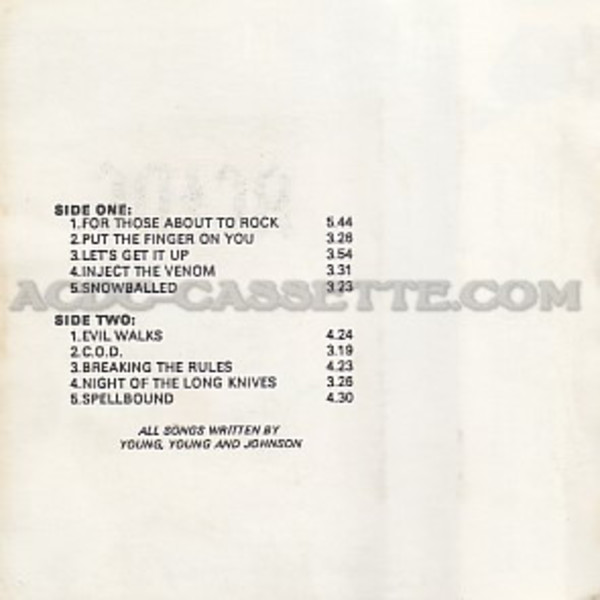 SIDE ONE:
1.FOR THOSE ABOUT TO ROCK 5.44
2.PUT THE FINGER ON YOU 3.26
3.LET'S GET IT UP 3.54
4.INJECT THE VENOM 3.31
ACDC-CASSETTE.COM
5.SNOWBALLED 3.23
SIDE TWO:
1.EVIL WALKS 4.24
2.C.O.D. 3.19
3.BREAKING THE RULES 4.23
4.NIGHT OF THE LONG KNIVES 3.26
5.SPELLBOUND 4.30
ALL SONGS WRITTEN BY
YOUNG, YOUNG AND JOHNSON